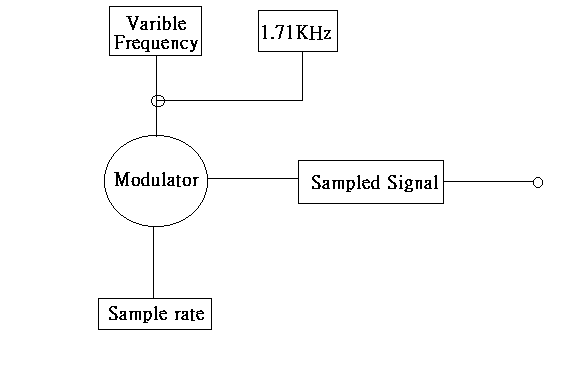 Varible
Frequency
1.71KHz
Modulator
Sampled Signal
Sample rate